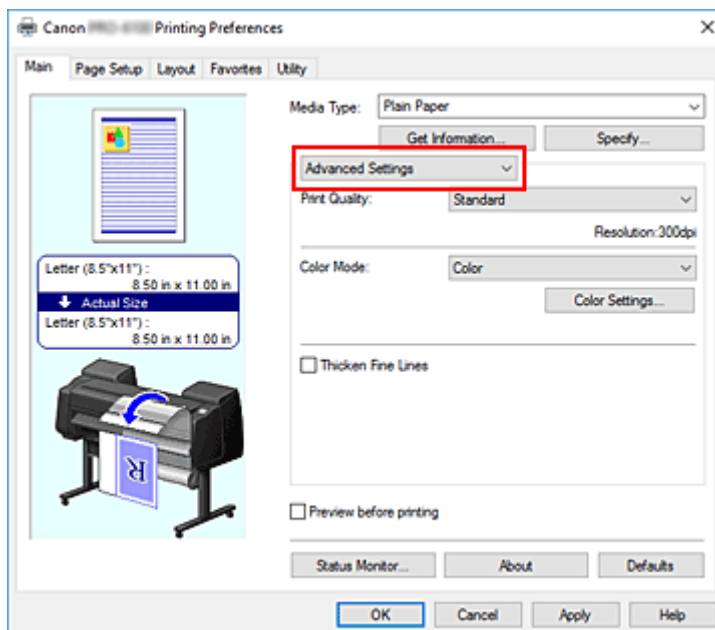 Canon Printing Preferences
Main Page Setup Layout Favorites Utility
Media Type: Plain Paper
Get Information... Specify...
Advanced Settings
Print Quality: Standard
Resolution:300dpi
Letter (8.5"x11") :
8.50 in x 11.00 in
Actual Size
Letter (8.5"x11") :
8.50 in x 11.00 in
Color Mode: Color
Color Settings...
Thicken Fine Lines
R
Preview before printing
Status Monitor... About Defaults
OK Cancel Apply Help